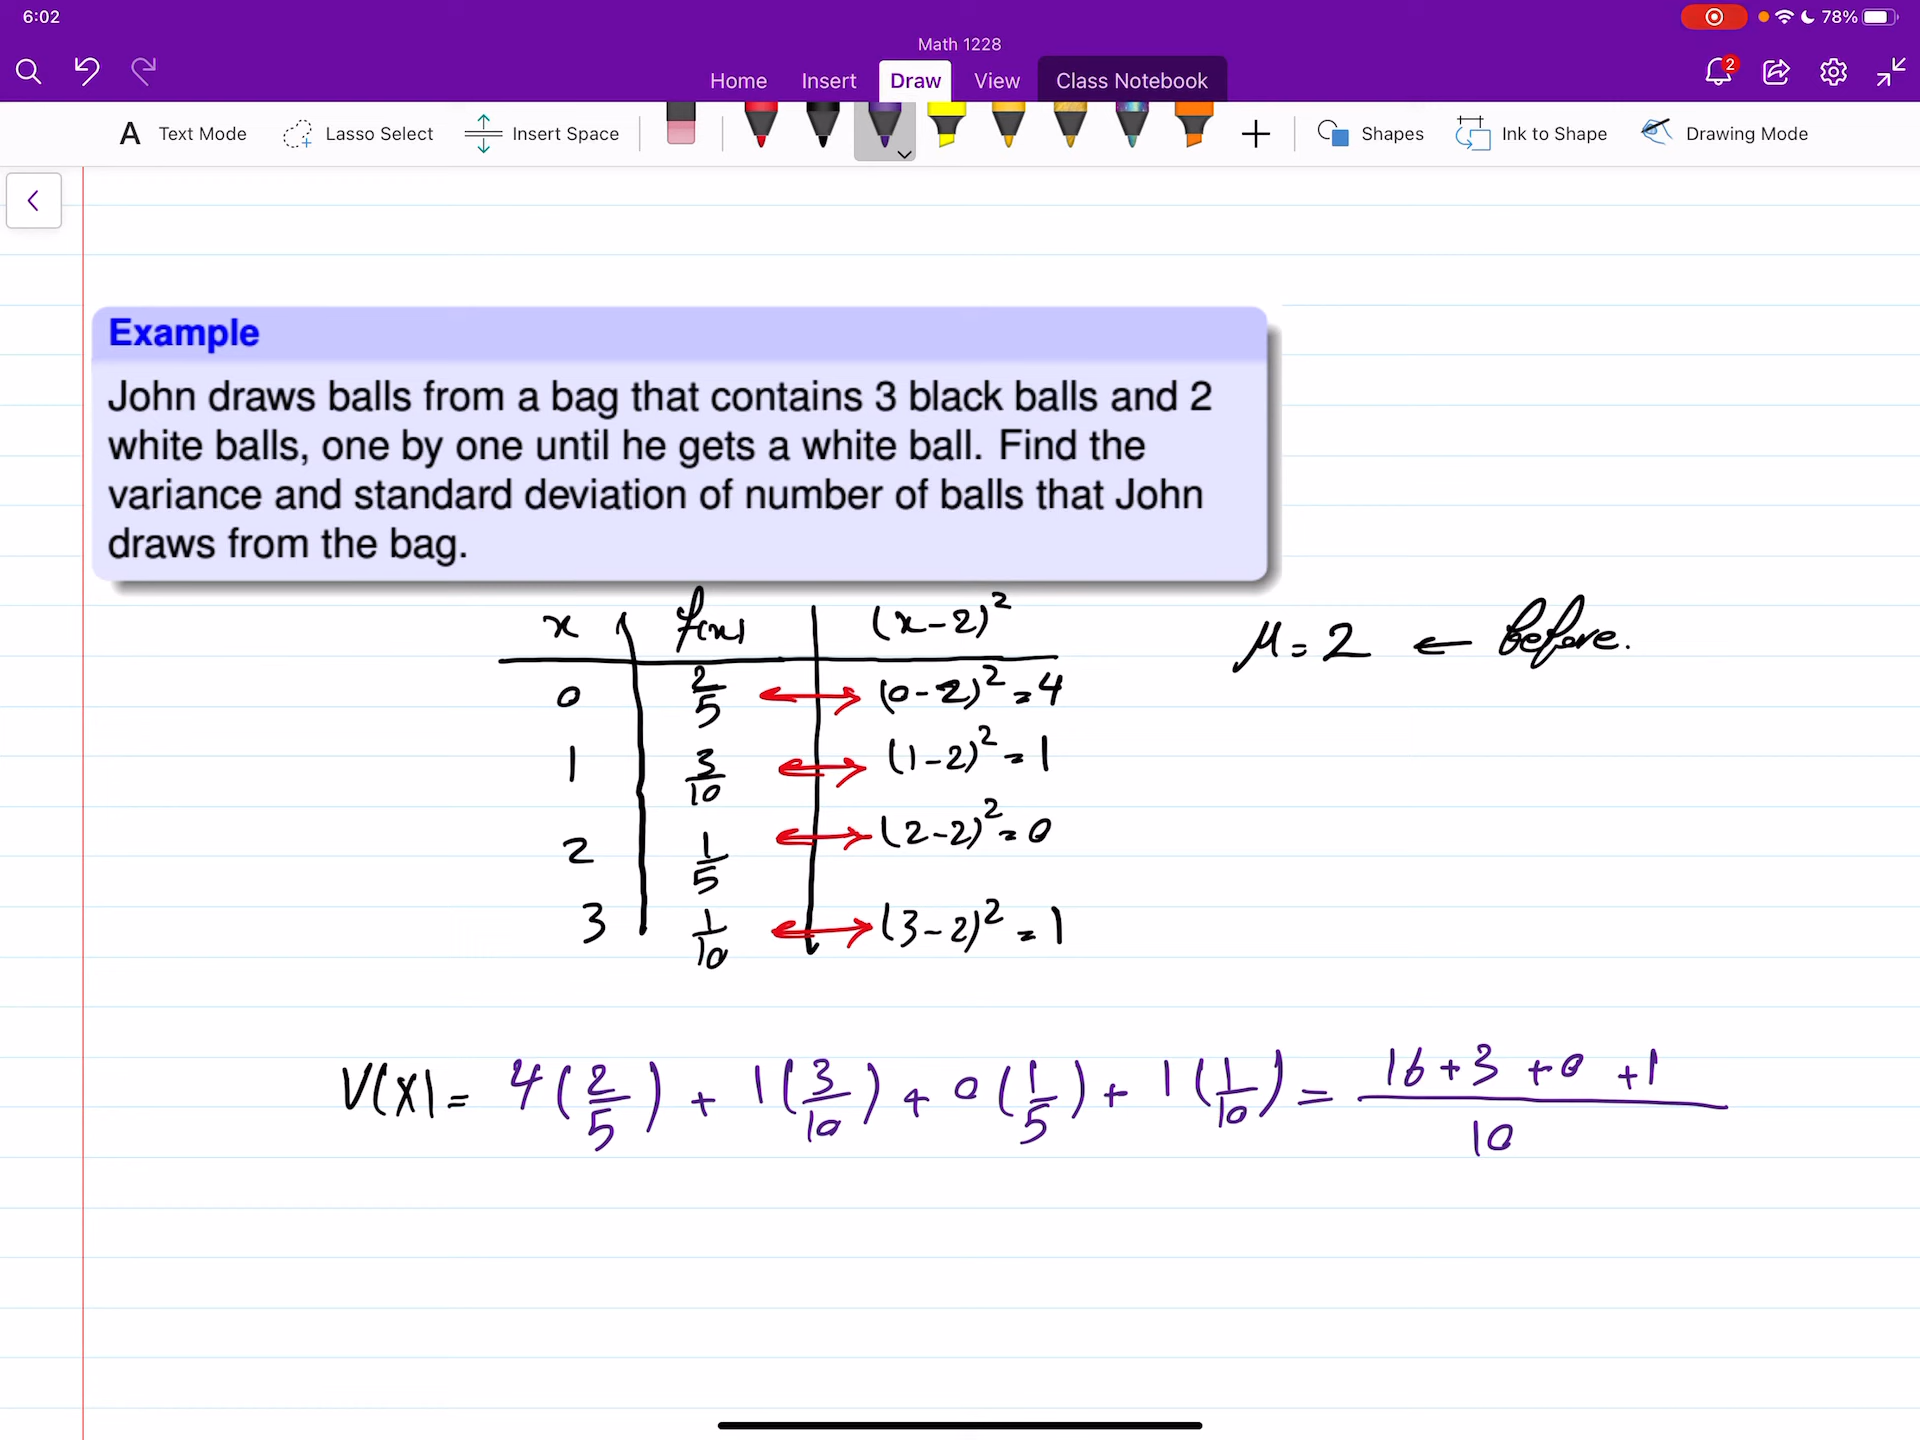 6:02
78%
Math 1228
Home Insert Draw View Class Notebook
2
A Text Mode Lasso Select Insert Space Shapes Ink to Shape Drawing Mode
Example
John draws balls from a bag that contains 3 black balls and 2
white balls, one by one until he gets a white ball. Find the
variance and standard deviation of number of balls that John
draws from the bag.
x f(x) (x-2)² μ = 2 ← before.
0 2/5 ↔ (0-2)² = 4
1 3/10 ↔ (1-2)² = 1
2 1/5 ↔ (2-2)² = 0
3 1/10 ↔ (3-2)² = 1
V(X) = 4(2/5) + 1(3/10) + 0(1/5) + 1(1/10) = (16+3+0+1)/10